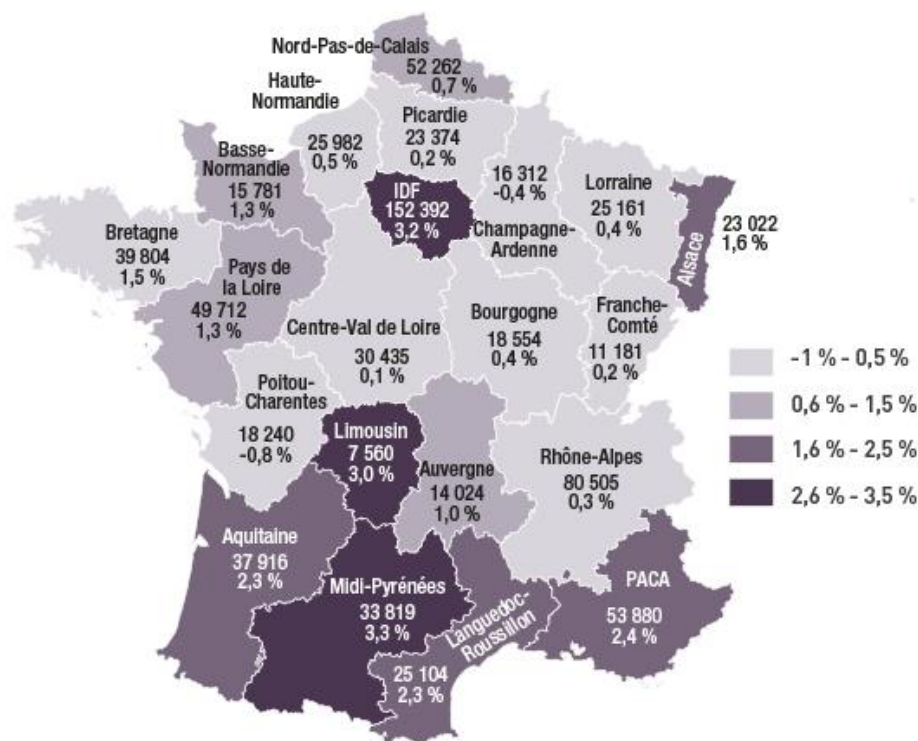 Nord-Pas-de-Calais
52 262
0,7 %
Haute-
Normandie
25 982
0,5 %
Picardie
23 374
0,2 %
Basse-
Normandie
15 781
1,3 %
IDF
152 392
3,2 %
16 312
-0,4 %
Champagne-
Ardenne
Lorraine
25 161
0,4 %
Alsace
23 022
1,6 %
Bretagne
39 804
1,5 %
Pays de
la Loire
49 712
1,3 %
Centre-Val de Loire
30 435
0,1 %
Bourgogne
18 554
0,4 %
Franche-
Comté
11 181
0,2 %
Poitou-
Charentes
18 240
-0,8 %
Limousin
7 560
3,0 %
Auvergne
14 024
1,0 %
Rhône-Alpes
80 505
0,3 %
Aquitaine
37 916
2,3 %
Midi-Pyrénées
33 819
3,3 %
Languedoc-
Roussillon
25 104
2,3 %
PACA
53 880
2,4 %
-1 % - 0,5 %
0,6 % - 1,5 %
1,6 % - 2,5 %
2,6 % - 3,5 %